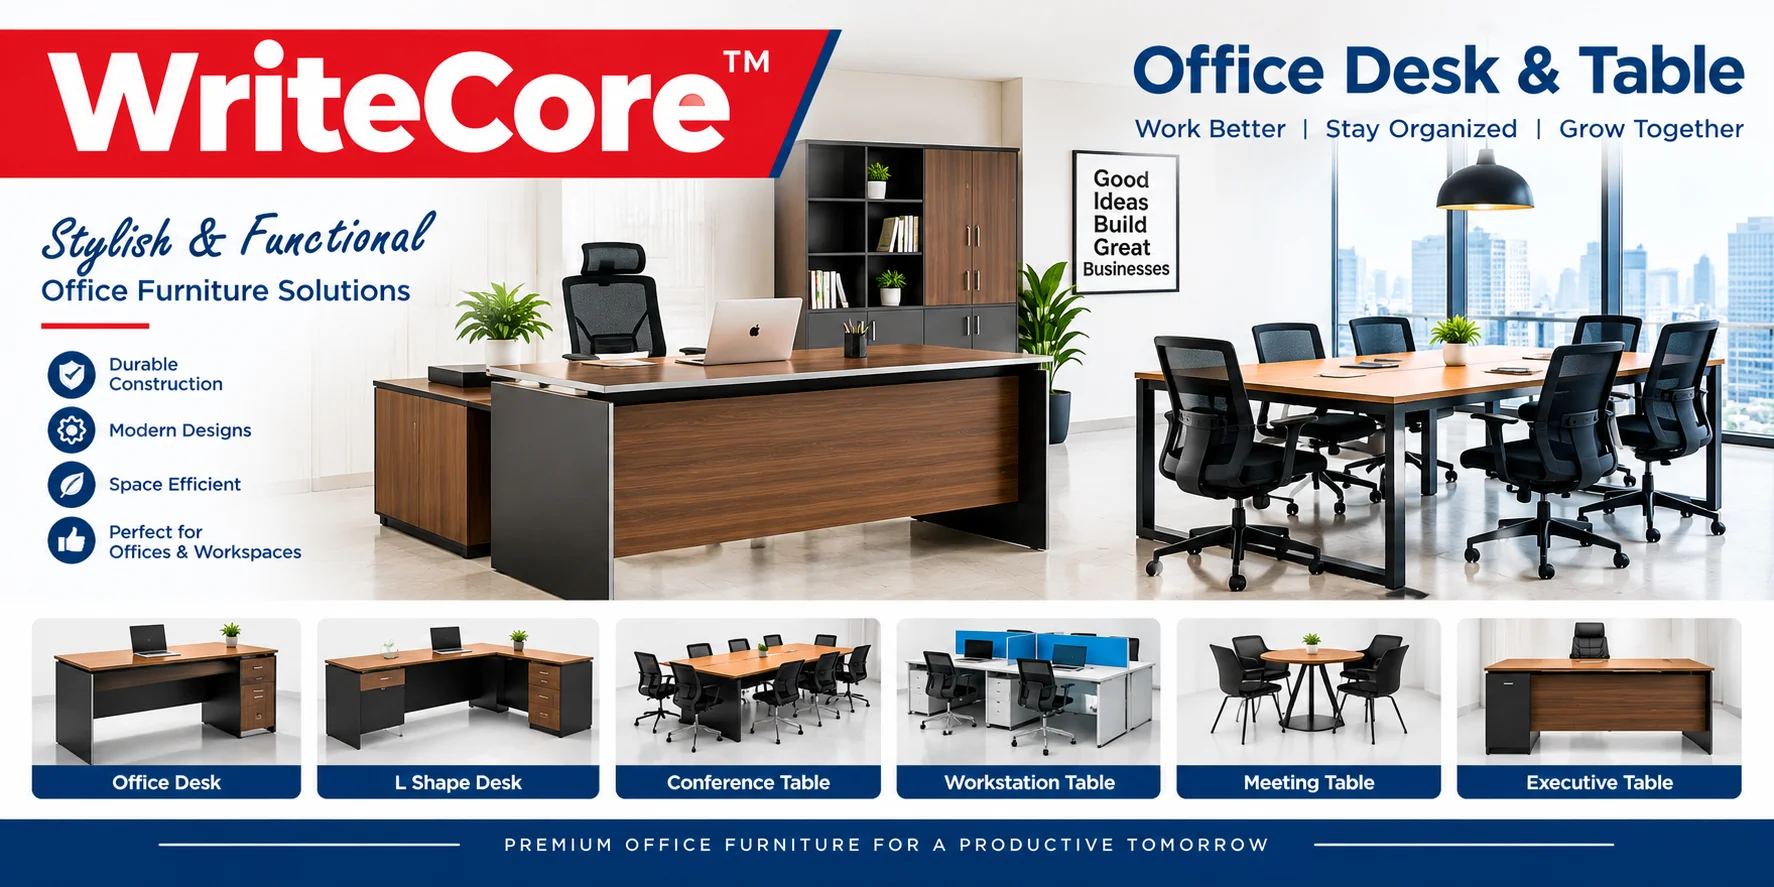 WriteCore™
Office Desk & Table
Work Better | Stay Organized | Grow Together
Stylish & Functional
Office Furniture Solutions
Durable
Construction
Modern Designs
Space Efficient
Perfect for
Offices & Workspaces
Good
Ideas
Build
Great
Businesses
Office Desk
L Shape Desk
Conference Table
Workstation Table
Meeting Table
Executive Table
PREMIUM OFFICE FURNITURE FOR A PRODUCTIVE TOMORROW